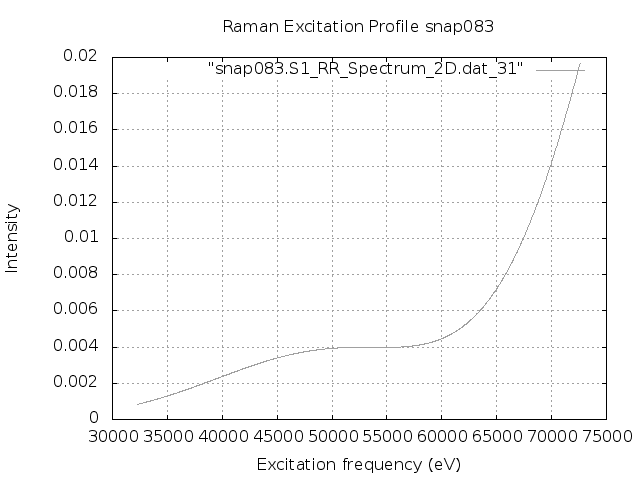 Raman Excitation Profile snap083
"snap083.S1_RR_Spectrum_2D.dat_31"
0.02
0.018
0.016
0.014
0.012
0.01
0.008
0.006
0.004
0.002
0
Intensity
30000 35000 40000 45000 50000 55000 60000 65000 70000 75000
Excitation frequency (eV)